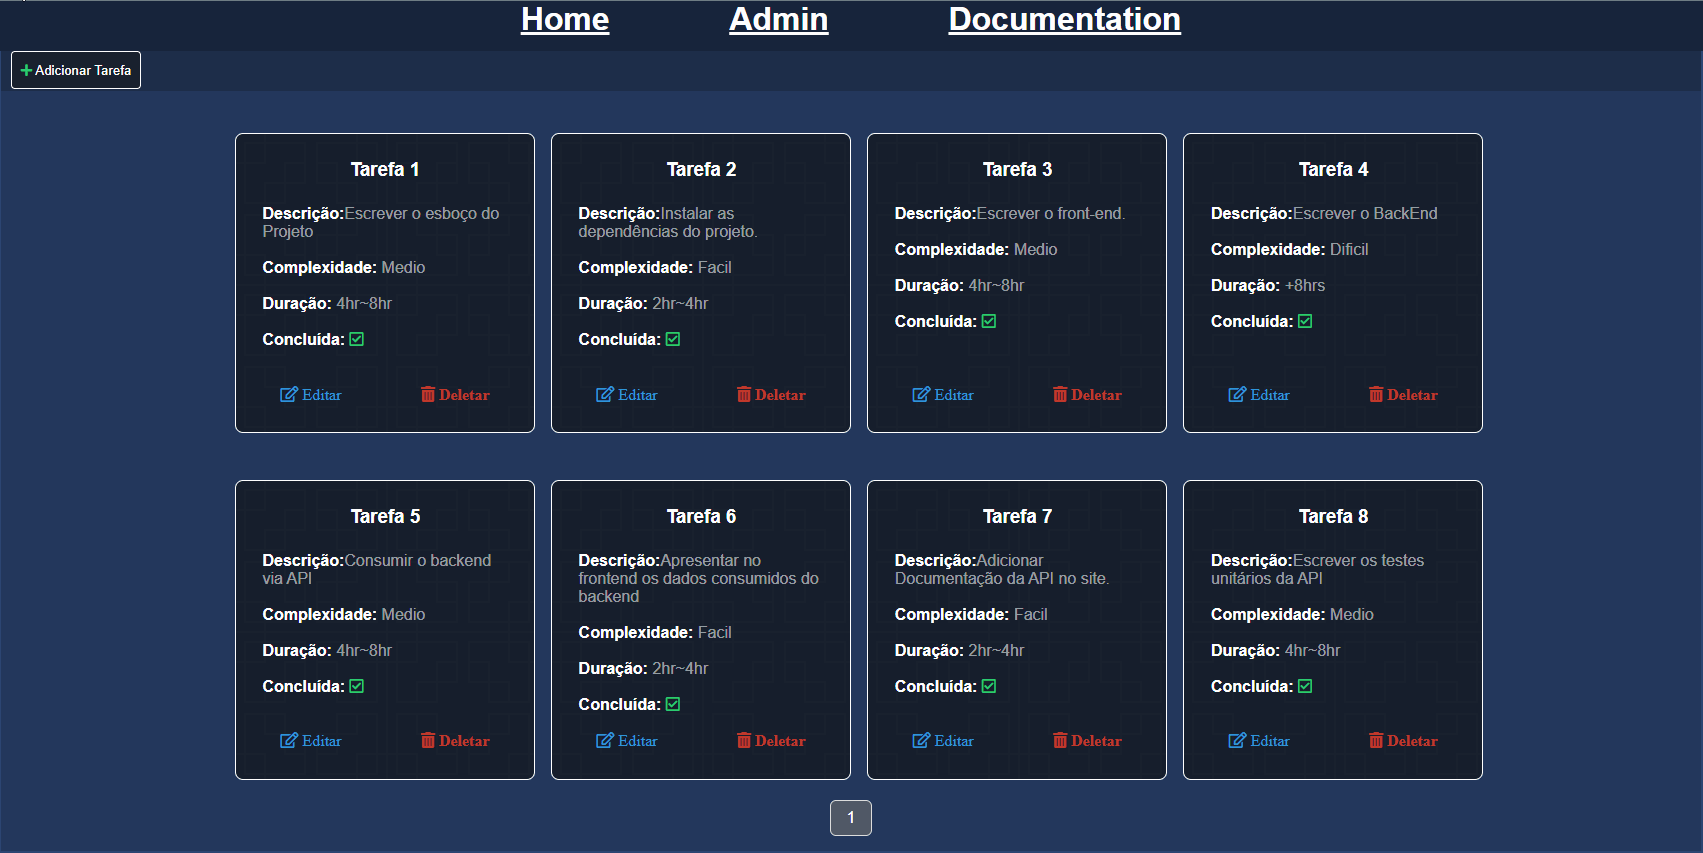 Home Admin Documentation
Adicionar Tarefa
Tarefa 1
Descrição:Escrever o esboço do
Projeto
Complexidade: Medio
Duração: 4hr~8hr
Concluída:
Editar Deletar
Tarefa 2
Descrição:Instalar as
dependências do projeto.
Complexidade: Facil
Duração: 2hr~4hr
Concluída:
Editar Deletar
Tarefa 3
Descrição:Escrever o front-end.
Complexidade: Medio
Duração: 4hr~8hr
Concluída:
Editar Deletar
Tarefa 4
Descrição:Escrever o BackEnd
Complexidade: Dificil
Duração: +8hrs
Concluída:
Editar Deletar
Tarefa 5
Descrição:Consumir o backend
via API
Complexidade: Medio
Duração: 4hr~8hr
Concluída:
Editar Deletar
Tarefa 6
Descrição:Apresentar no
frontend os dados consumidos do
backend
Complexidade: Facil
Duração: 2hr~4hr
Concluída:
Editar Deletar
Tarefa 7
Descrição:Adicionar
Documentação da API no site.
Complexidade: Facil
Duração: 2hr~4hr
Concluída:
Editar Deletar
Tarefa 8
Descrição:Escrever os testes
unitários da API
Complexidade: Medio
Duração: 4hr~8hr
Concluída:
Editar Deletar
1